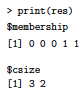 > print(res)
$membership
[1] 0 0 0 1 1
$csize
[1] 3 2